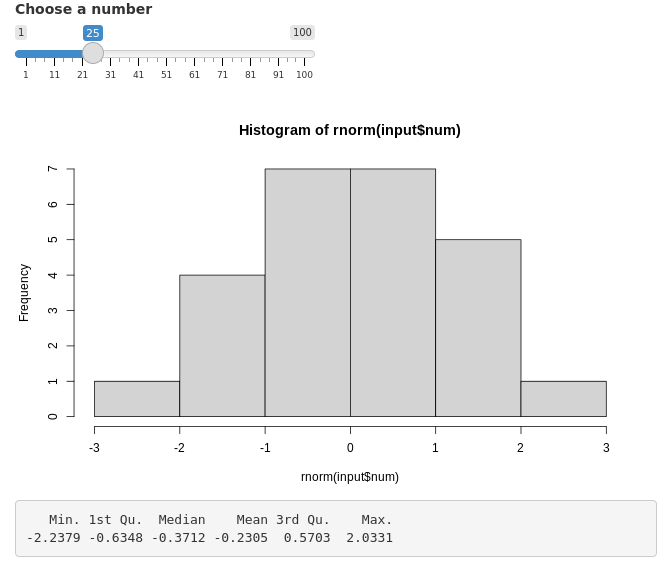 Choose a number
1 25 100
1 11 21 31 41 51 61 71 81 91 100
Histogram of rnorm(input$num)
7
6
5
4
3
2
1
0
Frequency
-3 -2 -1 0 1 2 3
rnorm(input$num)
Min. 1st Qu. Median Mean 3rd Qu. Max.
-2.2379 -0.6348 -0.3712 -0.2305 0.5703 2.0331